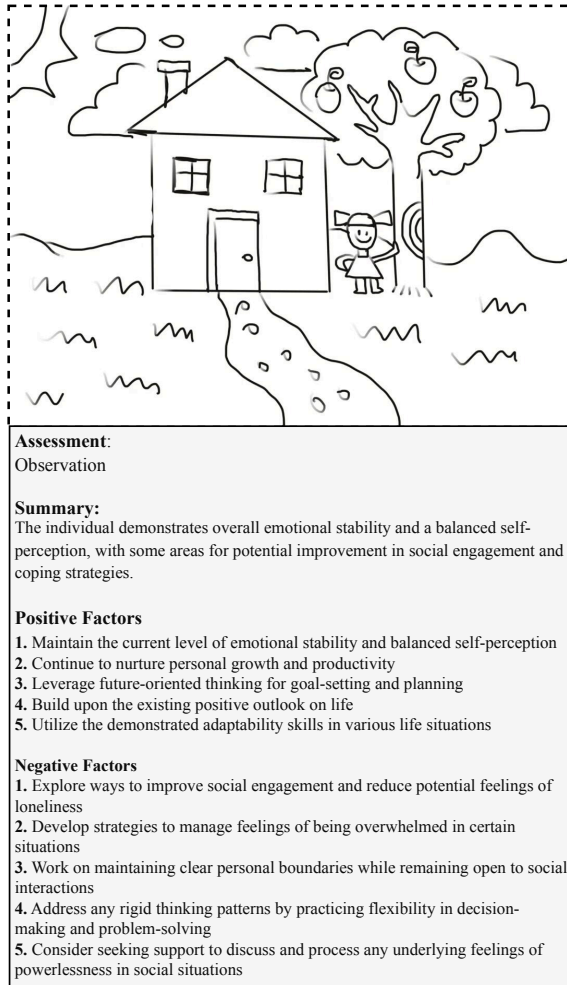 Assessment:
Observation
Summary:
The individual demonstrates overall emotional stability and a balanced self-
perception, with some areas for potential improvement in social engagement and
coping strategies.
Positive Factors
1. Maintain the current level of emotional stability and balanced self-perception
2. Continue to nurture personal growth and productivity
3. Leverage future-oriented thinking for goal-setting and planning
4. Build upon the existing positive outlook on life
5. Utilize the demonstrated adaptability skills in various life situations
Negative Factors
1. Explore ways to improve social engagement and reduce potential feelings of
loneliness
2. Develop strategies to manage feelings of being overwhelmed in certain
situations
3. Work on maintaining clear personal boundaries while remaining open to social
interactions
4. Address any rigid thinking patterns by practicing flexibility in decision-
making and problem-solving
5. Consider seeking support to discuss and process any underlying feelings of
powerlessness in social situations